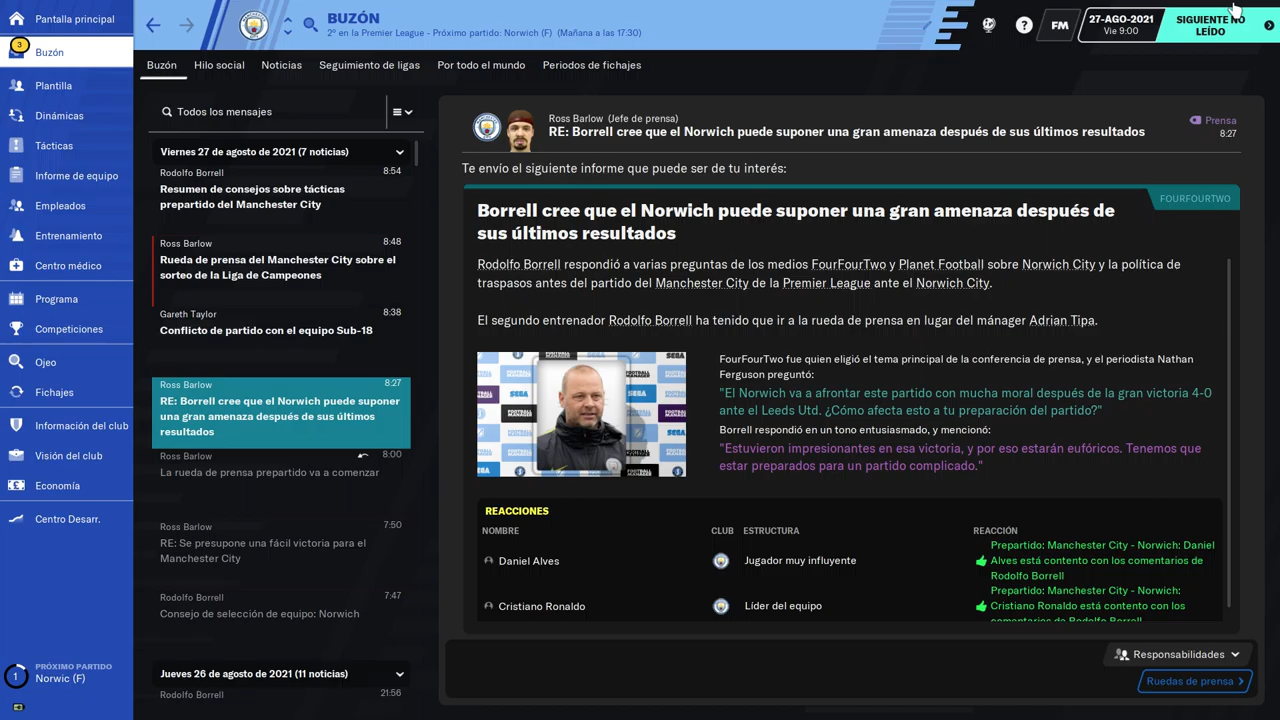 Pantalla principal
3
Buzón
Plantilla
Dinámicas
Tácticas
Informe de equipo
Empleados
Entrenamiento
Centro médico
Programa
Competiciones
Ojeo
Fichajes
Información del club
Visión del club
Economía
Centro Desarr.
PRÓXIMO PARTIDO
1
Norwic (F)
BUZÓN
2º en la Premier League - Próximo partido: Norwich (F) (Mañana a las 17:30)
?
FM
27-AGO-2021
Vie 9:00
SIGUIENTE NO
LEÍDO
Buzón
Hilo social
Noticias
Seguimiento de ligas
Por todo el mundo
Periodos de fichajes
Todos los mensajes
Viernes 27 de agosto de 2021 (7 noticias)
Rodolfo Borrell 8:54
Resumen de consejos sobre tácticas
prepartido del Manchester City
Ross Barlow 8:48
Rueda de prensa del Manchester City sobre el
sorteo de la Liga de Campeones
Gareth Taylor 8:38
Conflicto de partido con el equipo Sub-18
Ross Barlow 8:27
RE: Borrell cree que el Norwich puede suponer
una gran amenaza después de sus últimos
resultados
Ross Barlow 8:00
La rueda de prensa prepartido va a comenzar
Ross Barlow 7:50
RE: Se presupone una fácil victoria para el
Manchester City
Rodolfo Borrell 7:47
Consejo de selección de equipo: Norwich
Jueves 26 de agosto de 2021 (11 noticias)
Rodolfo Borrell 21:56
Ross Barlow (Jefe de prensa)
RE: Borrell cree que el Norwich puede suponer una gran amenaza después de sus últimos resultados
Prensa
8:27
Te envío el siguiente informe que puede ser de tu interés:
FOURFOURTWO
Borrell cree que el Norwich puede suponer una gran amenaza después de
sus últimos resultados
Rodolfo Borrell respondió a varias preguntas de los medios FourFourTwo y Planet Football sobre Norwich City y la política de
traspasos antes del partido del Manchester City de la Premier League ante el Norwich City.
El segundo entrenador Rodolfo Borrell ha tenido que ir a la rueda de prensa en lugar del mánager Adrian Tipa.
FourFourTwo fue quien eligió el tema principal de la conferencia de prensa, y el periodista Nathan
Ferguson preguntó:
"El Norwich va a afrontar este partido con mucha moral después de la gran victoria 4-0
ante el Leeds Utd. ¿Cómo afecta esto a tu preparación del partido?"
Borrell respondió en un tono entusiasmado, y mencionó:
"Estuvieron impresionantes en esa victoria, y por eso estarán eufóricos. Tenemos que
estar preparados para un partido complicado."
REACCIONES
NOMBRE CLUB ESTRUCTURA REACCIÓN
Daniel Alves Jugador muy influyente
Prepartido: Manchester City - Norwich: Daniel
Alves está contento con los comentarios de
Rodolfo Borrell
Cristiano Ronaldo Líder del equipo
Prepartido: Manchester City - Norwich:
Cristiano Ronaldo está contento con los
comentarios de Rodolfo Borrell
Responsabilidades
Ruedas de prensa